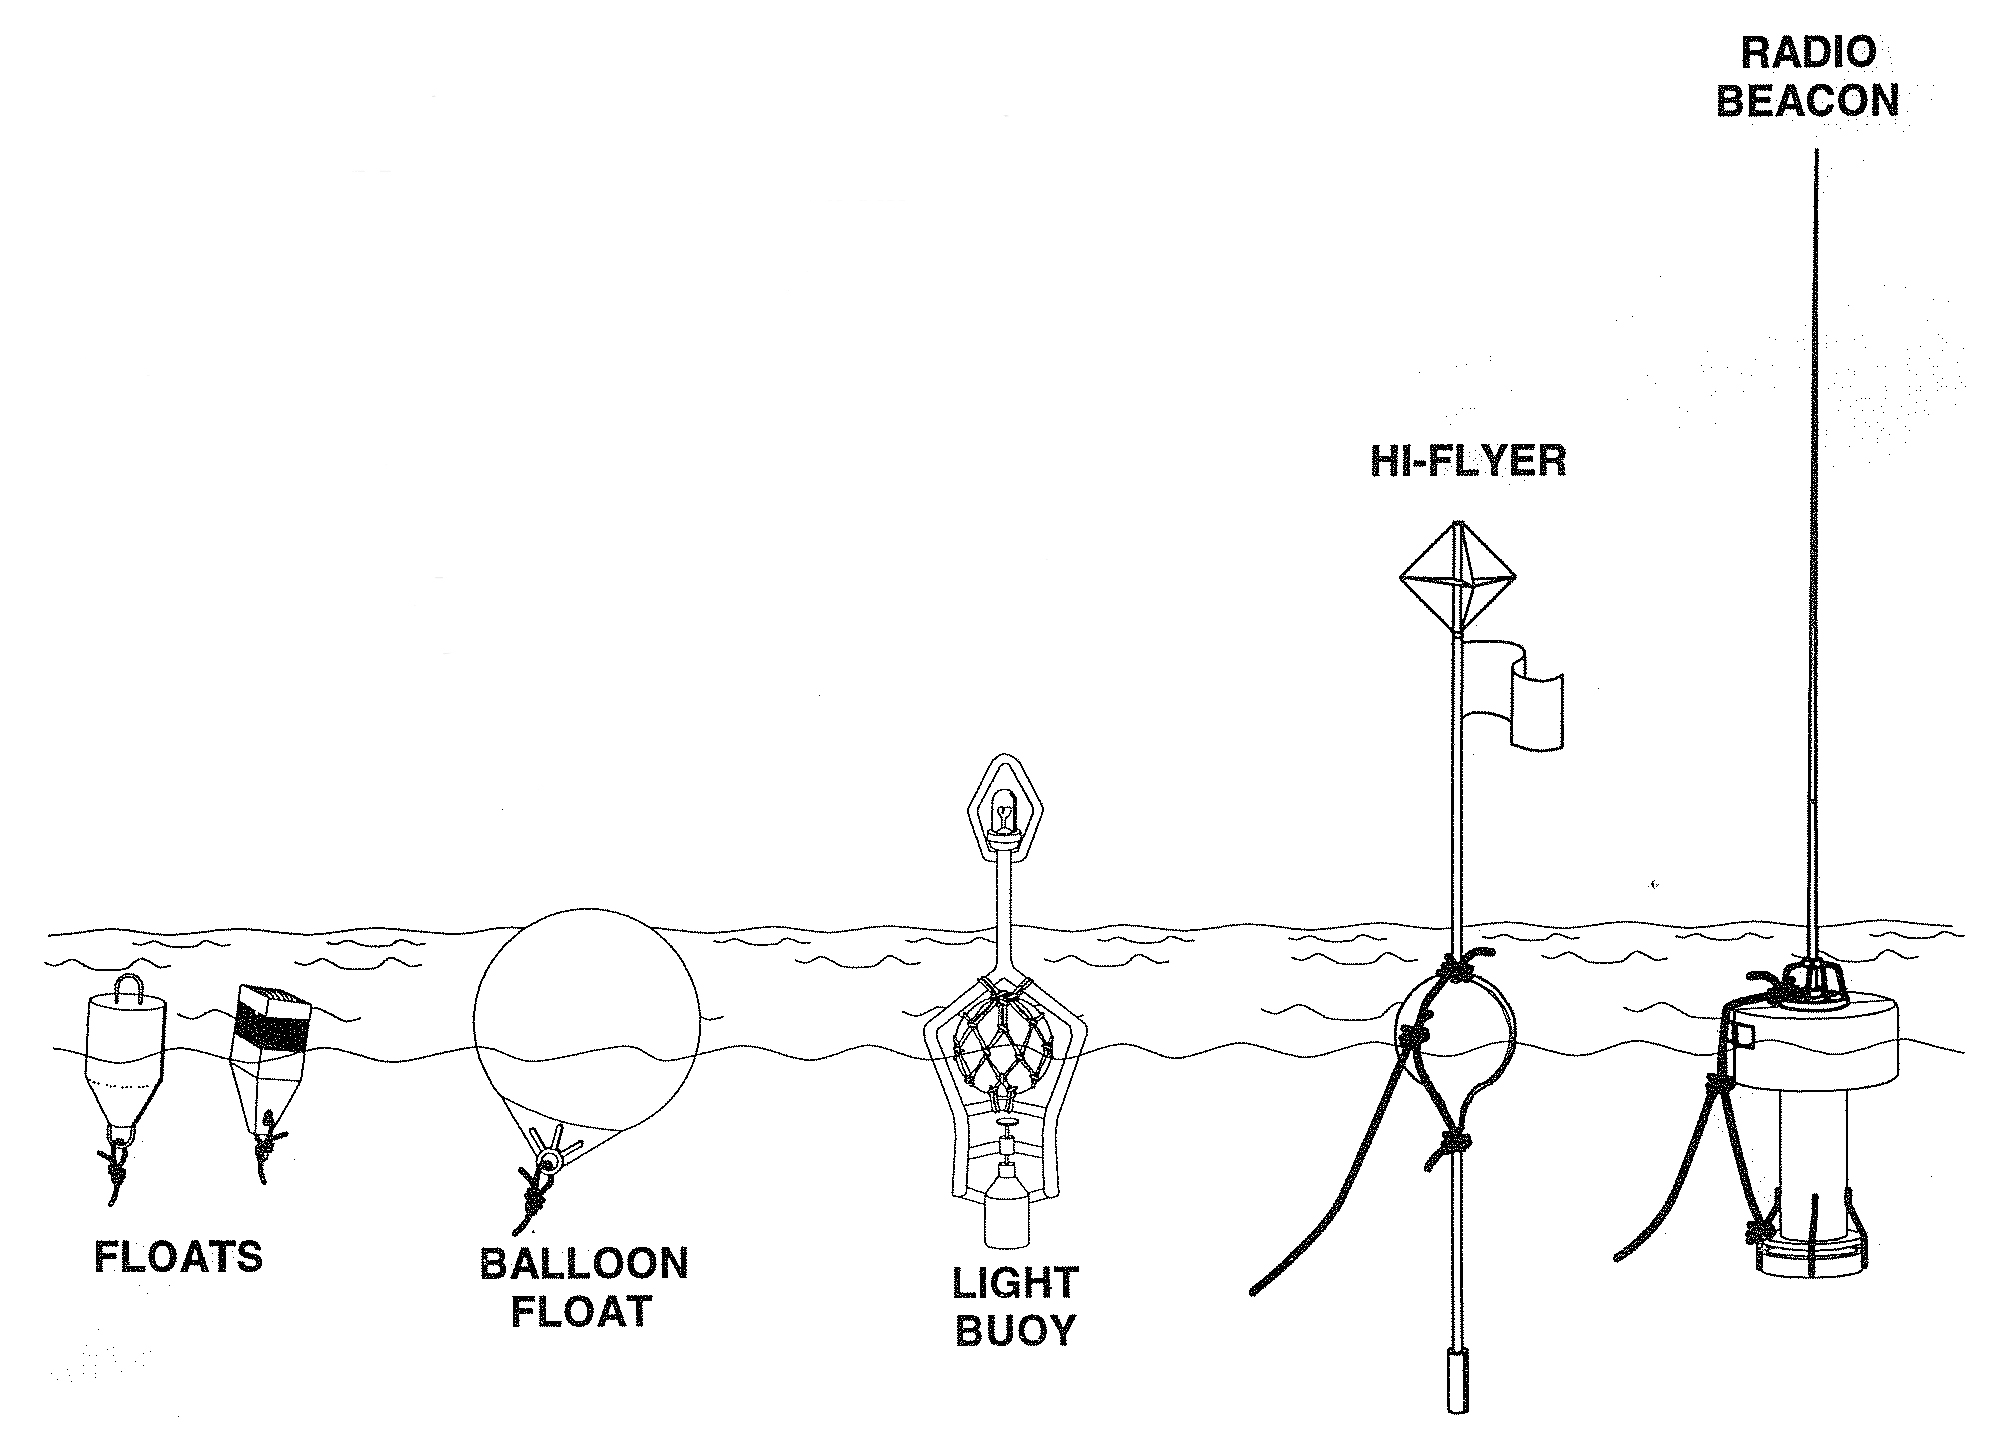 RADIO
BEACON
HI-FLYER
FLOATS
BALLOON
FLOAT
LIGHT
BUOY